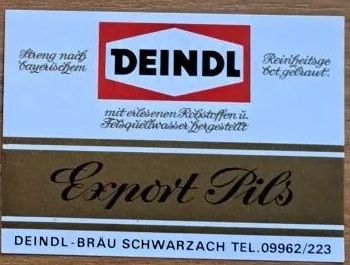 DEINDL
Streng nach
bayerischem
Reinheitsge
bot gebraut.
mit erlesenen Rohstoffen u.
Felsquellwasser hergestellt
Export Pils
DEINDL-BRÄU SCHWARZACH TEL.09962/223